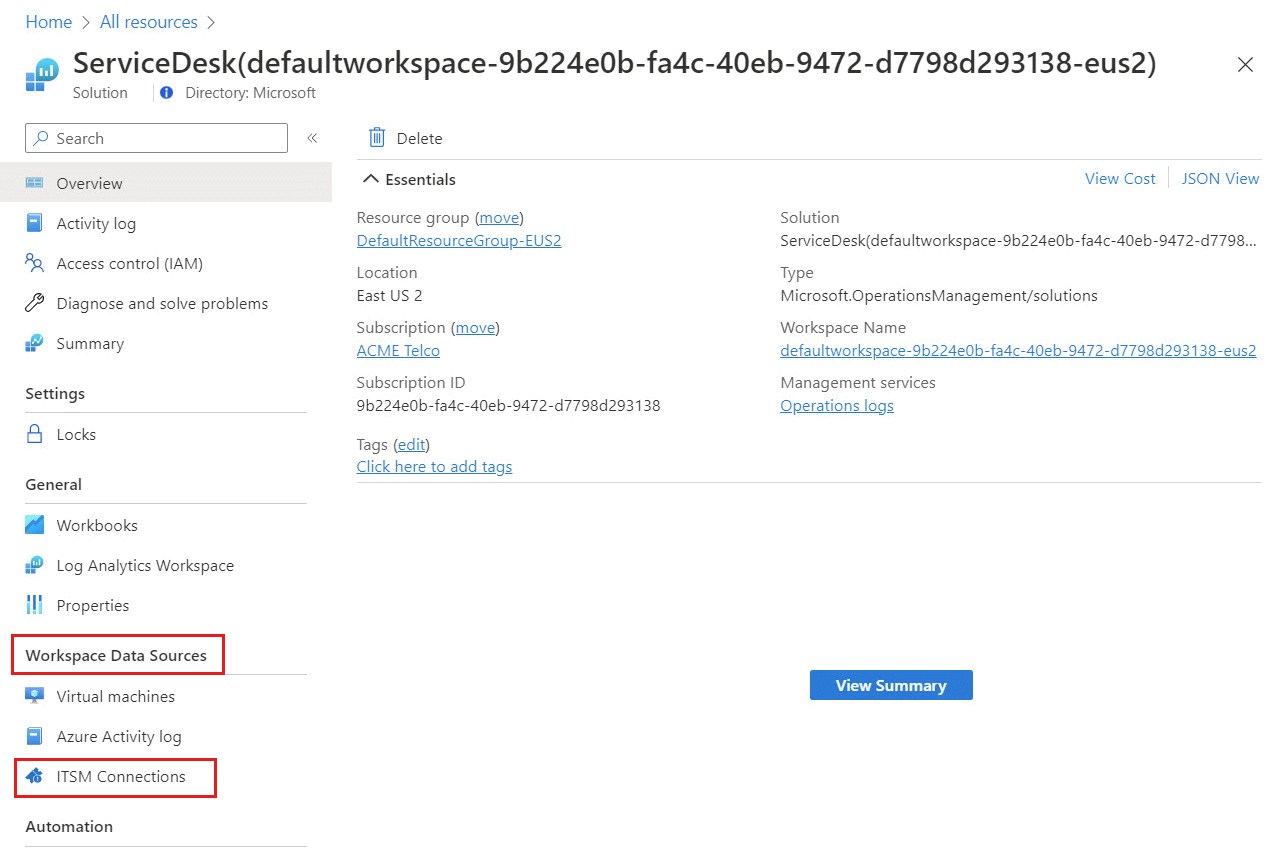 Home > All resources >
ServiceDesk(defaultworkspace-9b224e0b-fa4c-40eb-9472-d7798d293138-eus2)
Solution
Directory: Microsoft
Search
«
Overview
Activity log
Access control (IAM)
Diagnose and solve problems
Summary
Settings
Locks
General
Workbooks
Log Analytics Workspace
Properties
Workspace Data Sources
Virtual machines
Azure Activity log
ITSM Connections
Automation
Delete
Essentials
View Cost
JSON View
Resource group (move)
DefaultResourceGroup-EUS2
Location
East US 2
Subscription (move)
ACME Telco
Subscription ID
9b224e0b-fa4c-40eb-9472-d7798d293138
Tags (edit)
Click here to add tags
Solution
ServiceDesk(defaultworkspace-9b224e0b-fa4c-40eb-9472-d7798...
Type
Microsoft.OperationsManagement/solutions
Workspace Name
defaultworkspace-9b224e0b-fa4c-40eb-9472-d7798d293138-eus2
Management services
Operations logs
View Summary